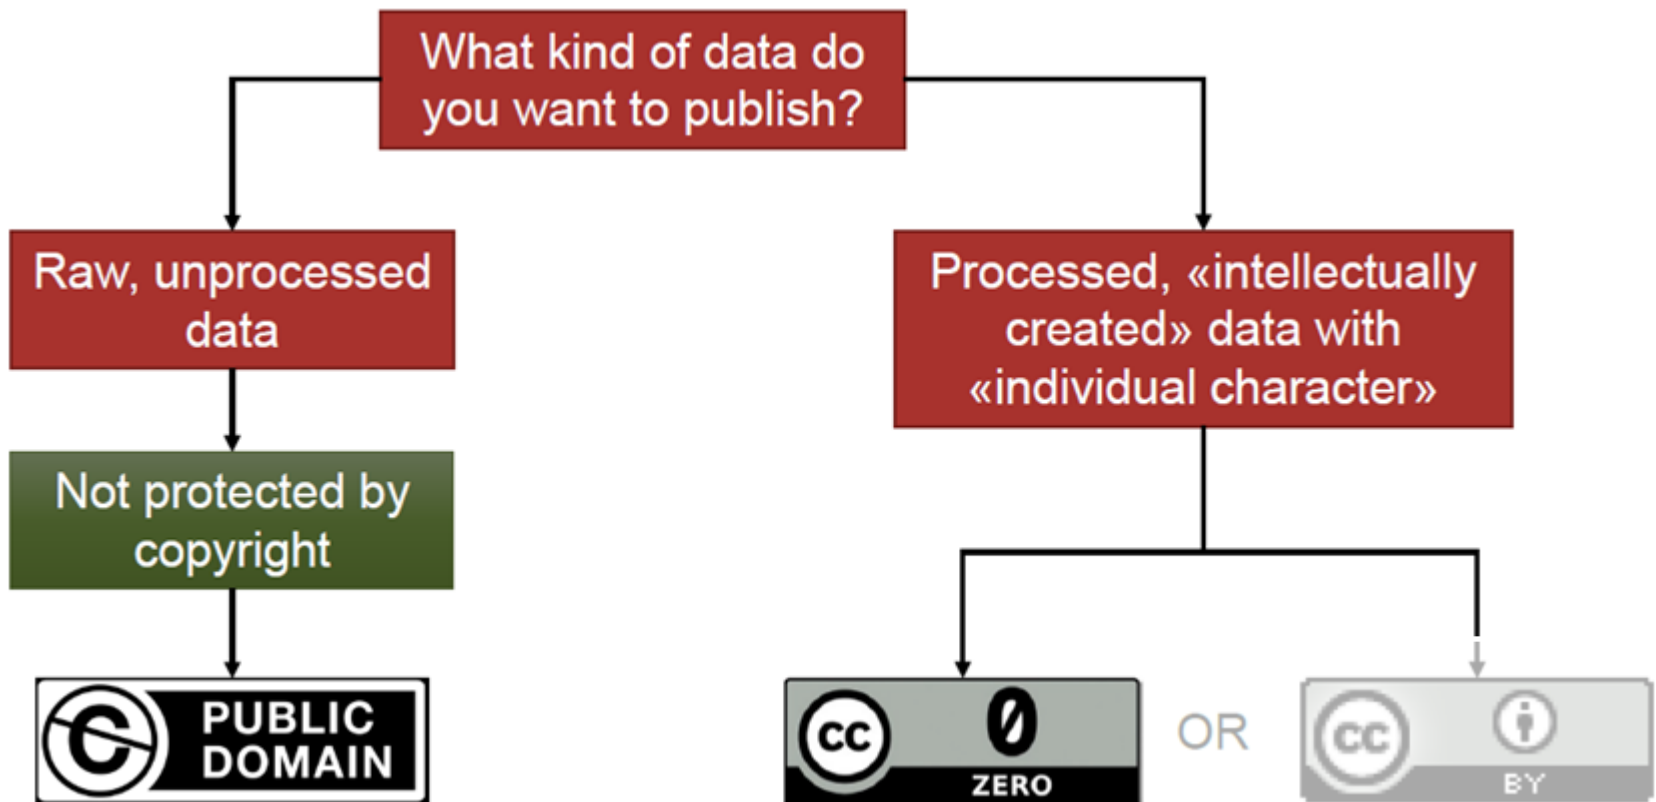 What kind of data do
you want to publish?
Raw, unprocessed
data
Processed, «intellectually
created» data with
«individual character»
Not protected by
copyright
PUBLIC
DOMAIN
cc 0
ZERO
OR
cc
BY